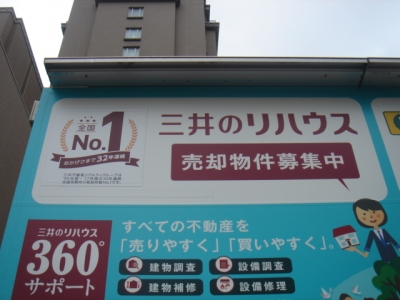 全国
No.1
おかげさまで32年連続
三井のリハウス
売却物件募集中
三井のリハウス
360°
サポート
すべての不動産を
「売りやすく」「買いやすく」。
建物調査
設備調査
建物補修
設備修理